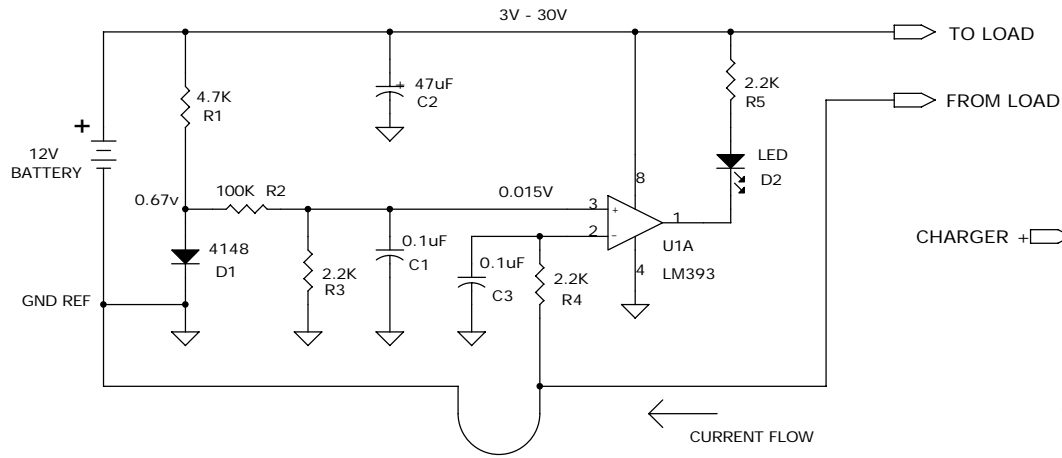 3V - 30V
TO LOAD
4.7K
R1
47uF
C2
2.2K
R5
FROM LOAD
+
12V
BATTERY
LED
D2
0.67v
100K R2
0.015V
8
3
+
1
2
-
U1A
LM393
4
CHARGER +
4148
D1
0.1uF
C1
0.1uF
C3
2.2K
R3
2.2K
R4
GND REF
CURRENT FLOW